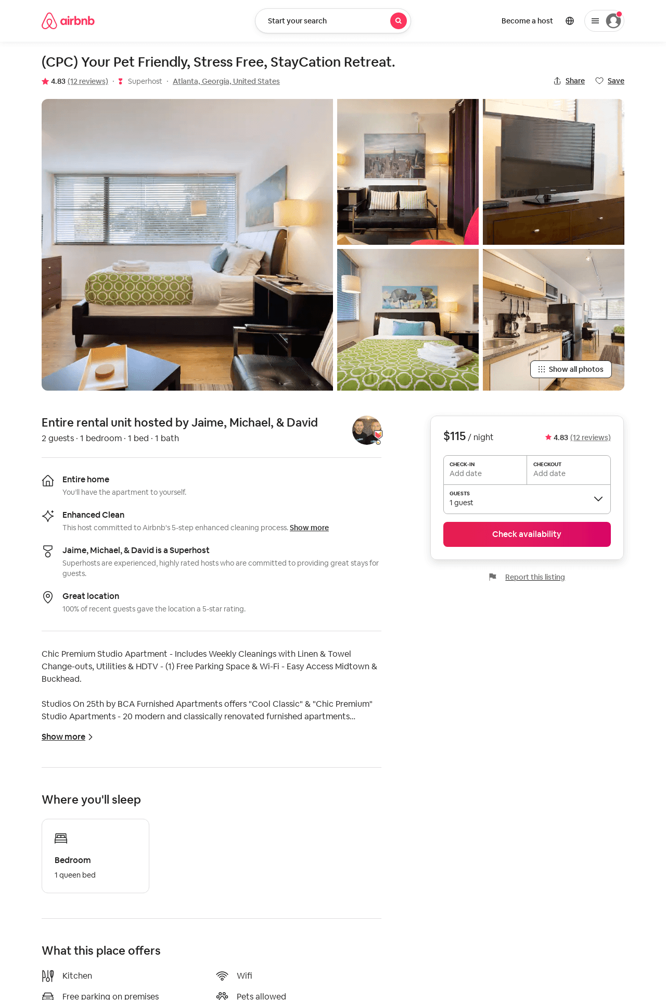 airbnb
Start your search
Become a host
(CPC) Your Pet Friendly, Stress Free, StayCation Retreat.
4.83 (12 reviews) · Superhost · Atlanta, Georgia, United States
Share
Save
Show all photos
Entire rental unit hosted by Jaime, Michael, & David
2 guests · 1 bedroom · 1 bed · 1 bath
Entire home
You’ll have the apartment to yourself.
Enhanced Clean
This host committed to Airbnb's 5-step enhanced cleaning process. Show more
Jaime, Michael, & David is a Superhost
Superhosts are experienced, highly rated hosts who are committed to providing great stays for
guests.
Great location
100% of recent guests gave the location a 5-star rating.
$115 / night
4.83 (12 reviews)
CHECK-IN
Add date
CHECKOUT
Add date
GUESTS
1 guest
Check availability
Report this listing
Chic Premium Studio Apartment - Includes Weekly Cleanings with Linen & Towel
Change-outs, Utilities & HDTV - (1) Free Parking Space & Wi-Fi - Easy Access Midtown &
Buckhead.
Studios On 25th by BCA Furnished Apartments offers "Cool Classic" & "Chic Premium"
Studio Apartments - 20 modern and classically renovated furnished apartments…
Show more
Where you'll sleep
Bedroom
1 queen bed
What this place offers
Kitchen
Wifi
Free parking on premises
Pets allowed